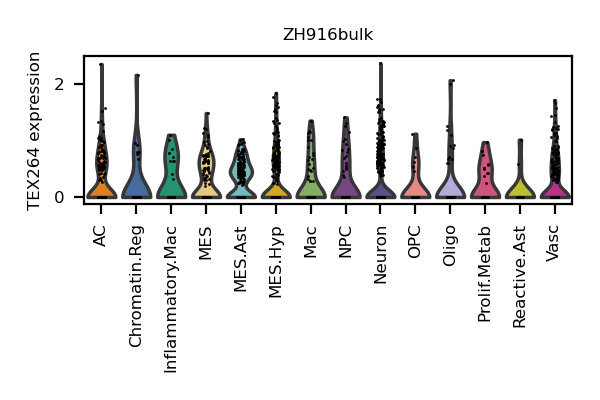 ZH916bulk
TEX264 expression
2
0
AC
Chromatin.Reg
Inflammatory.Mac
MES
MES.Ast
MES.Hyp
Mac
NPC
Neuron
OPC
Oligo
Prolif.Metab
Reactive.Ast
Vasc